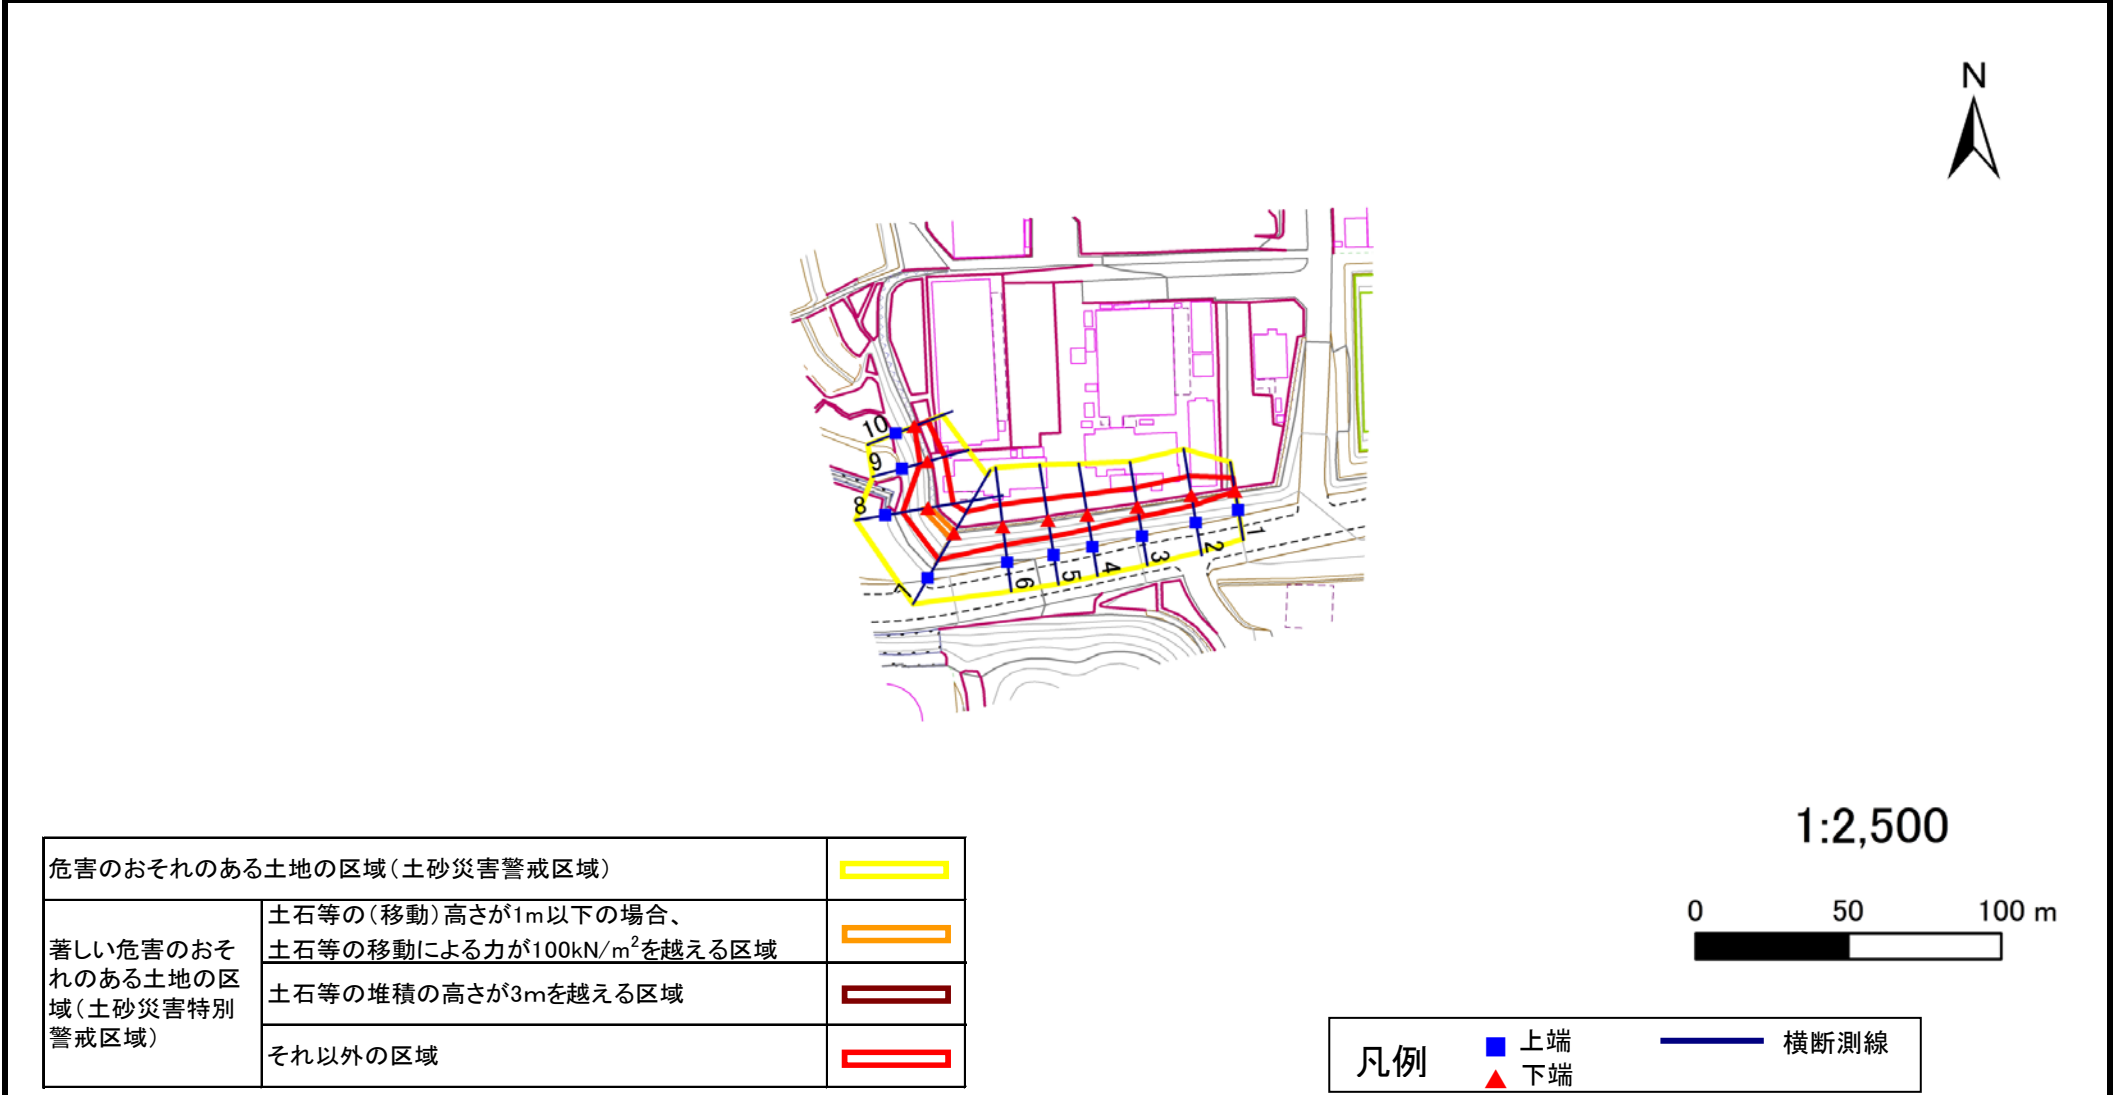 N
10
9
8
7
6
5
4
3
2
1
1:2,500
0 50 100 m
危害のおそれのある土地の区域(土砂災害警戒区域)
著しい危害のおそ
れのある土地の区
域(土砂災害特別
警戒区域)
土石等の(移動)高さが1m以下の場合、
土石等の移動による力が100kN/m²を越える区域
土石等の堆積の高さが3mを越える区域
それ以外の区域
凡例
上端
下端
横断測線